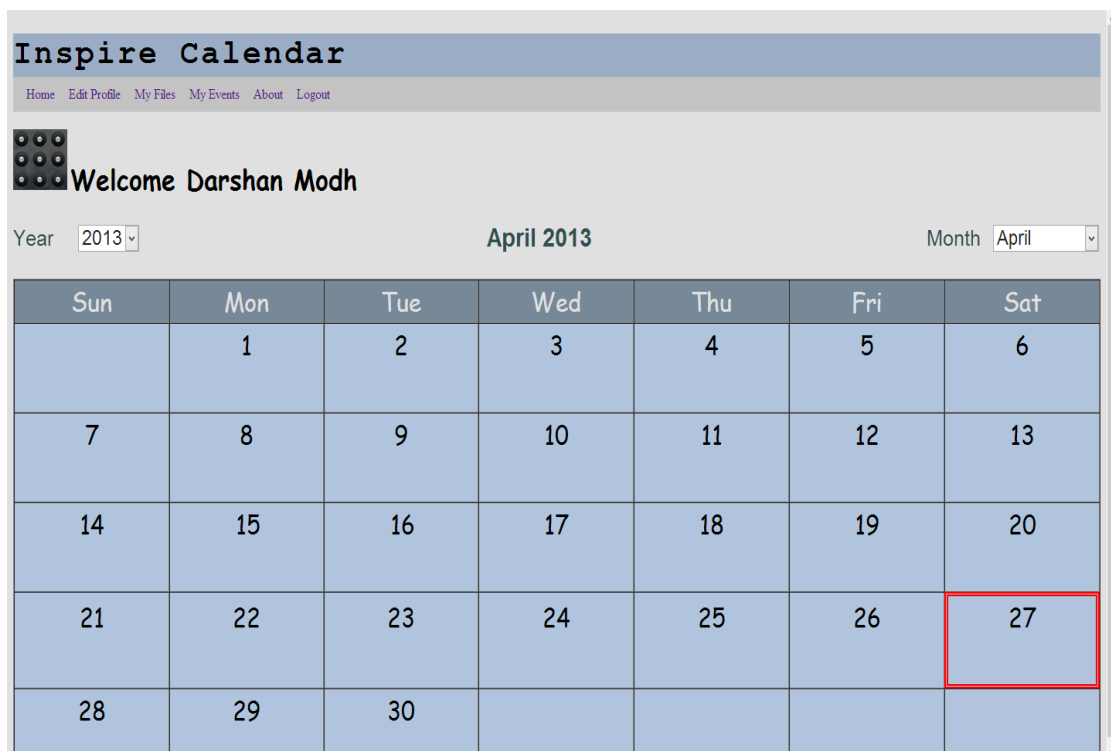 Inspire Calendar
Home Edit Profile My Files My Events About Logout
Welcome Darshan Modh
Year 2013 April 2013 Month April
Sun Mon Tue Wed Thu Fri Sat
1 2 3 4 5 6
7 8 9 10 11 12 13
14 15 16 17 18 19 20
21 22 23 24 25 26 27
28 29 30